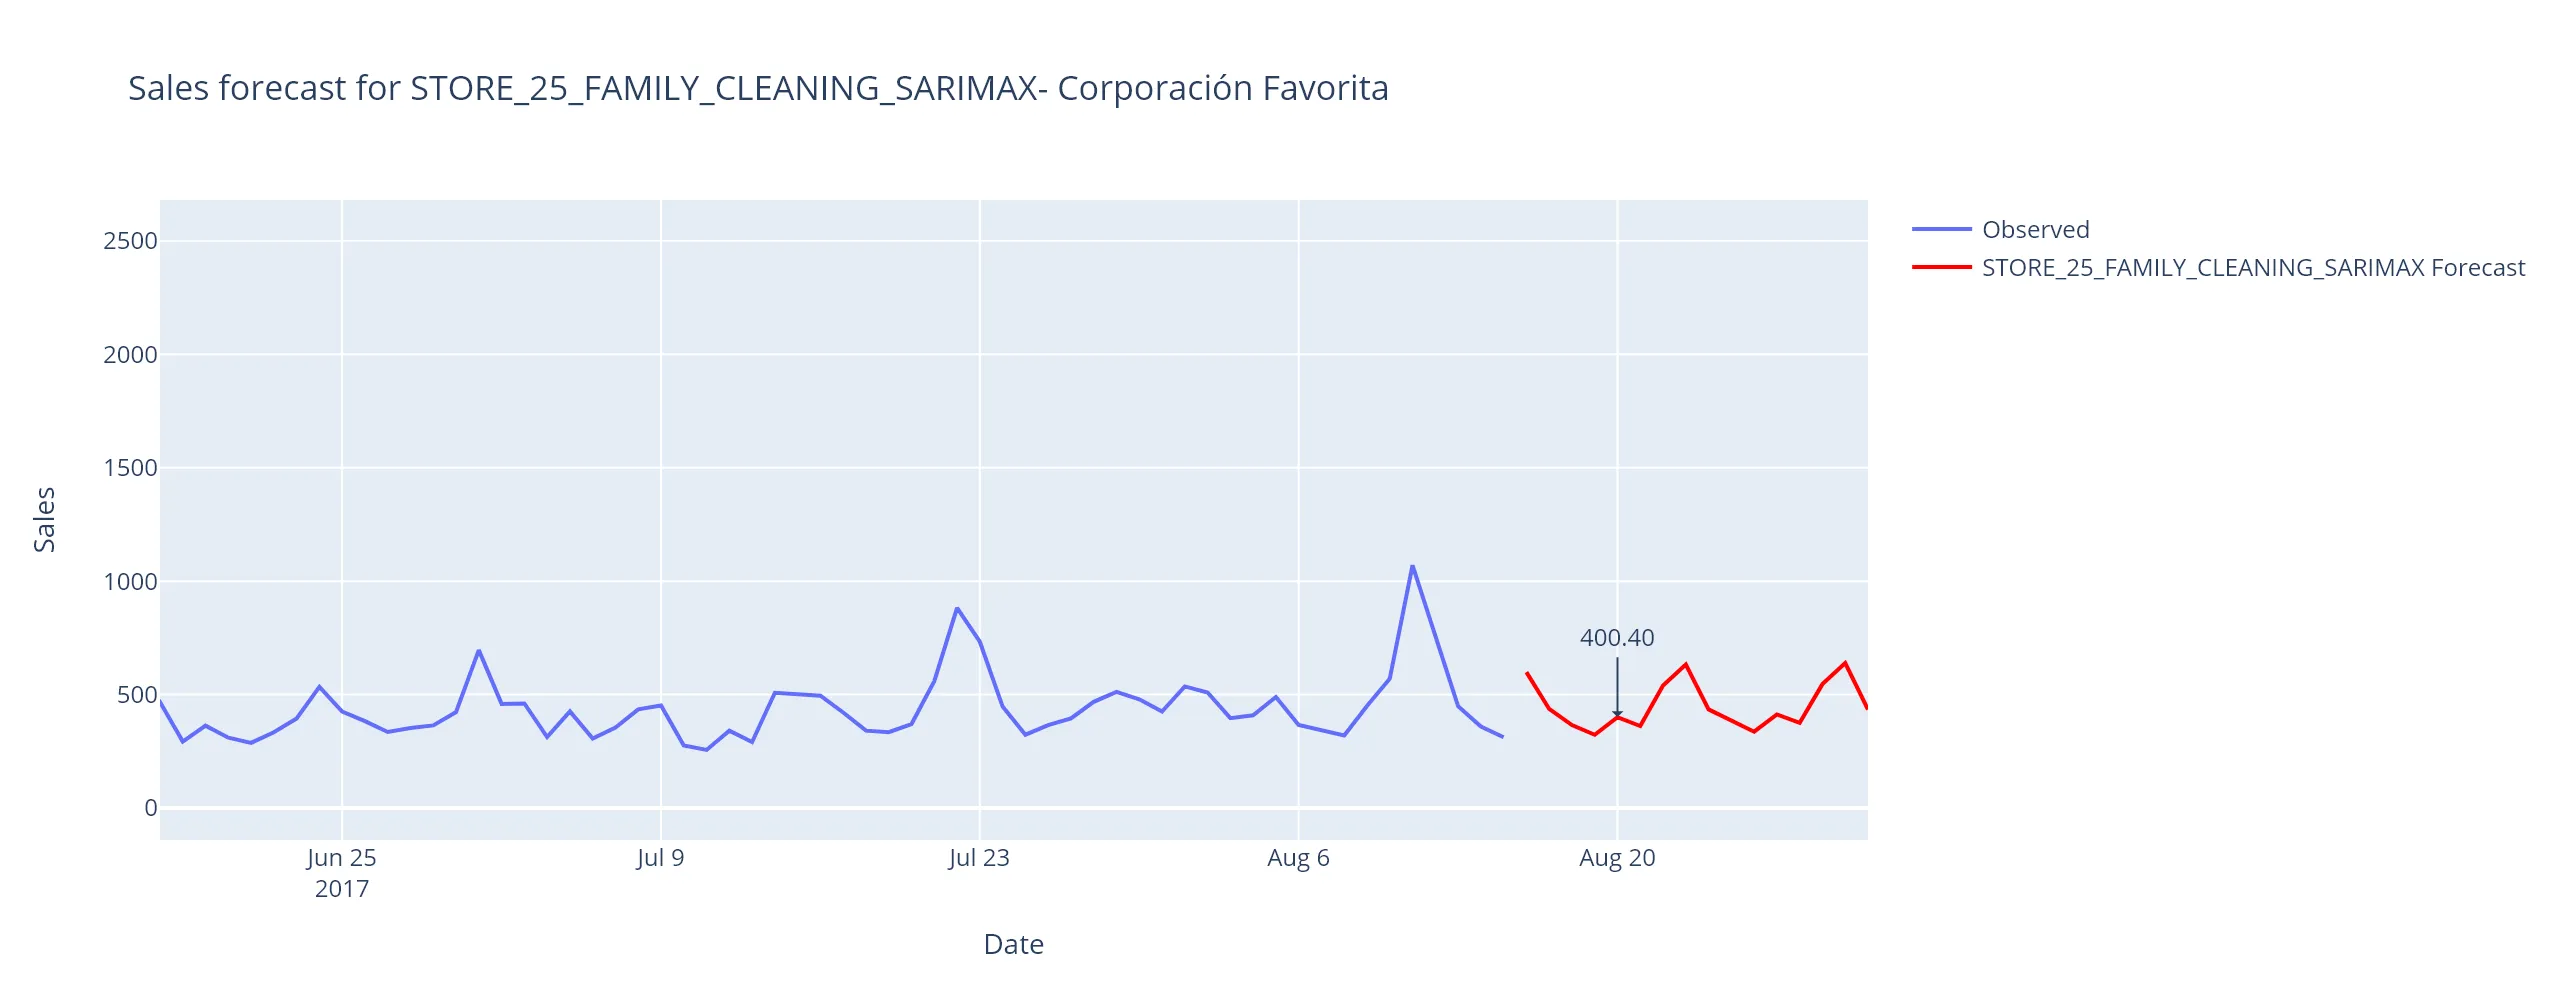 Sales forecast for STORE_25_FAMILY_CLEANING_SARIMAX- Corporación Favorita
Observed
STORE_25_FAMILY_CLEANING_SARIMAX Forecast
2500
2000
1500
1000
500
0
Sales
400.40
Jun 25
2017
Jul 9
Jul 23
Aug 6
Aug 20
Date